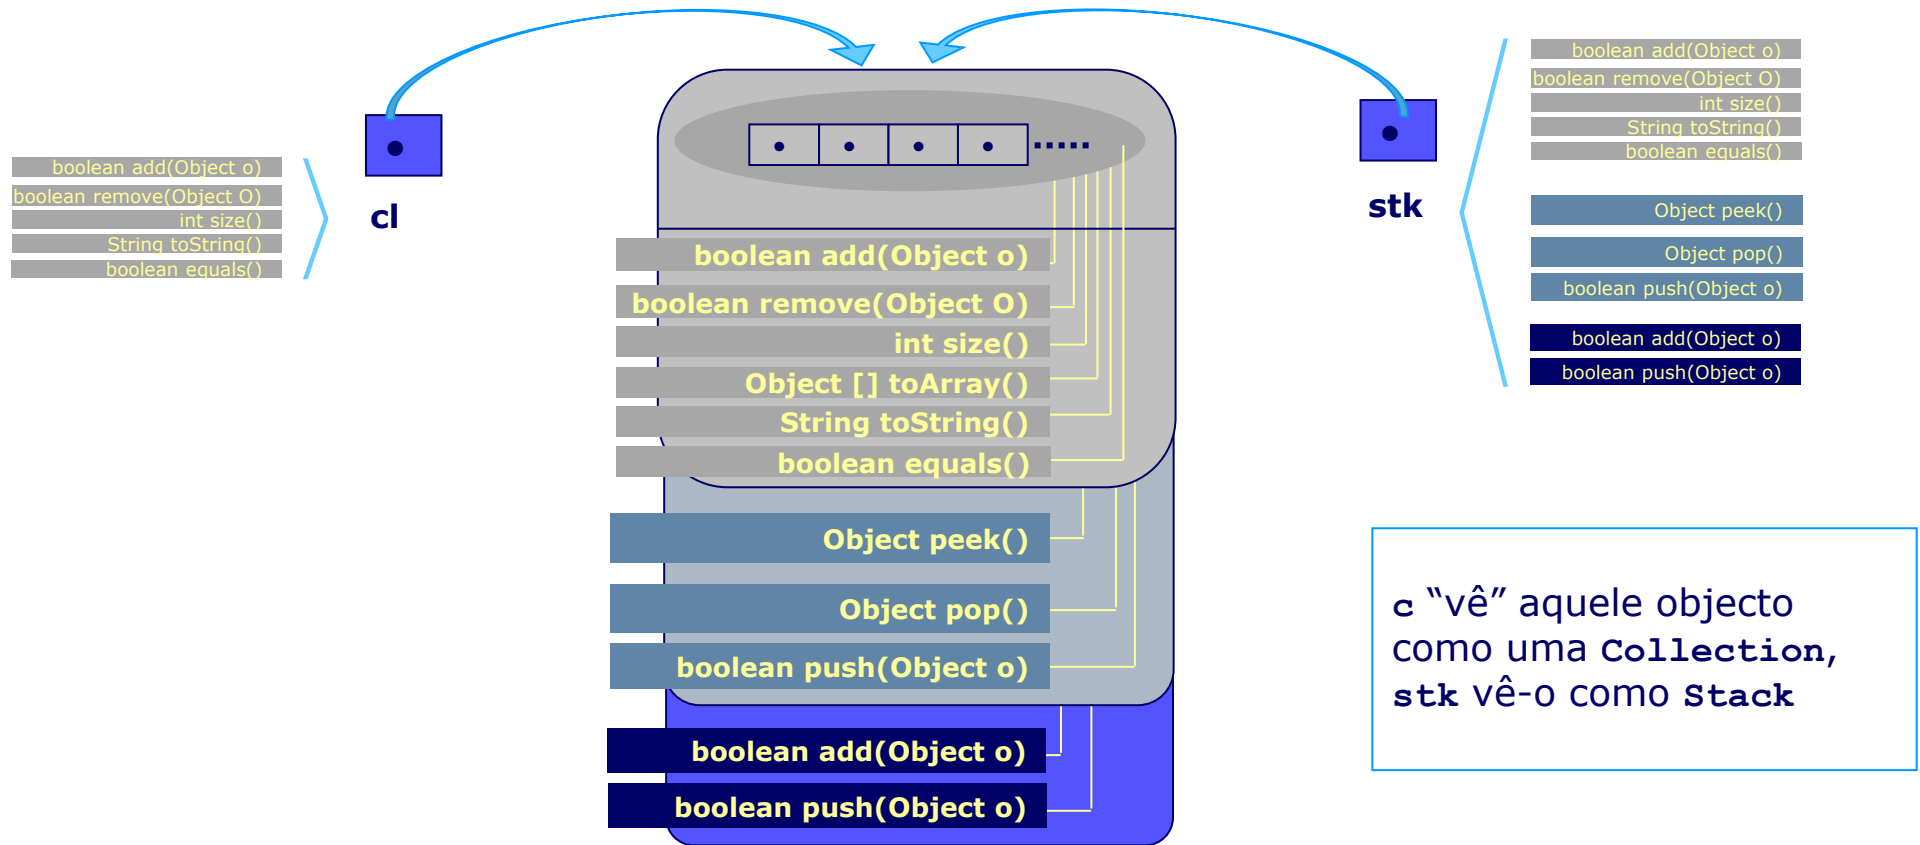 boolean add(Object o)
boolean remove(Object O)
int size()
String toString()
boolean equals()
cl
boolean add(Object o)
boolean remove(Object O)
int size()
Object [] toArray()
String toString()
boolean equals()
Object peek()
Object pop()
boolean push(Object o)
boolean add(Object o)
boolean push(Object o)
stk
boolean add(Object o)
boolean remove(Object O)
int size()
String toString()
boolean equals()
Object peek()
Object pop()
boolean push(Object o)
boolean add(Object o)
boolean push(Object o)
c “vê” aquele objecto
como uma Collection,
stk vê-o como Stack